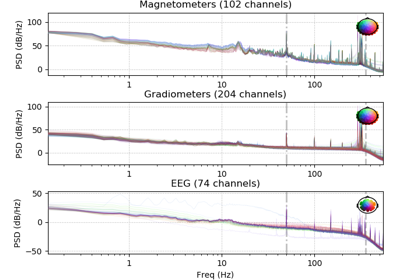 Magnetometers (102 channels)
PSD (dB/Hz)
100
50
0
1
10
100
Gradiometers (204 channels)
PSD (dB/Hz)
100
50
0
1
10
100
EEG (74 channels)
PSD (dB/Hz)
50
0
−50
1
10
100
Freq (Hz)